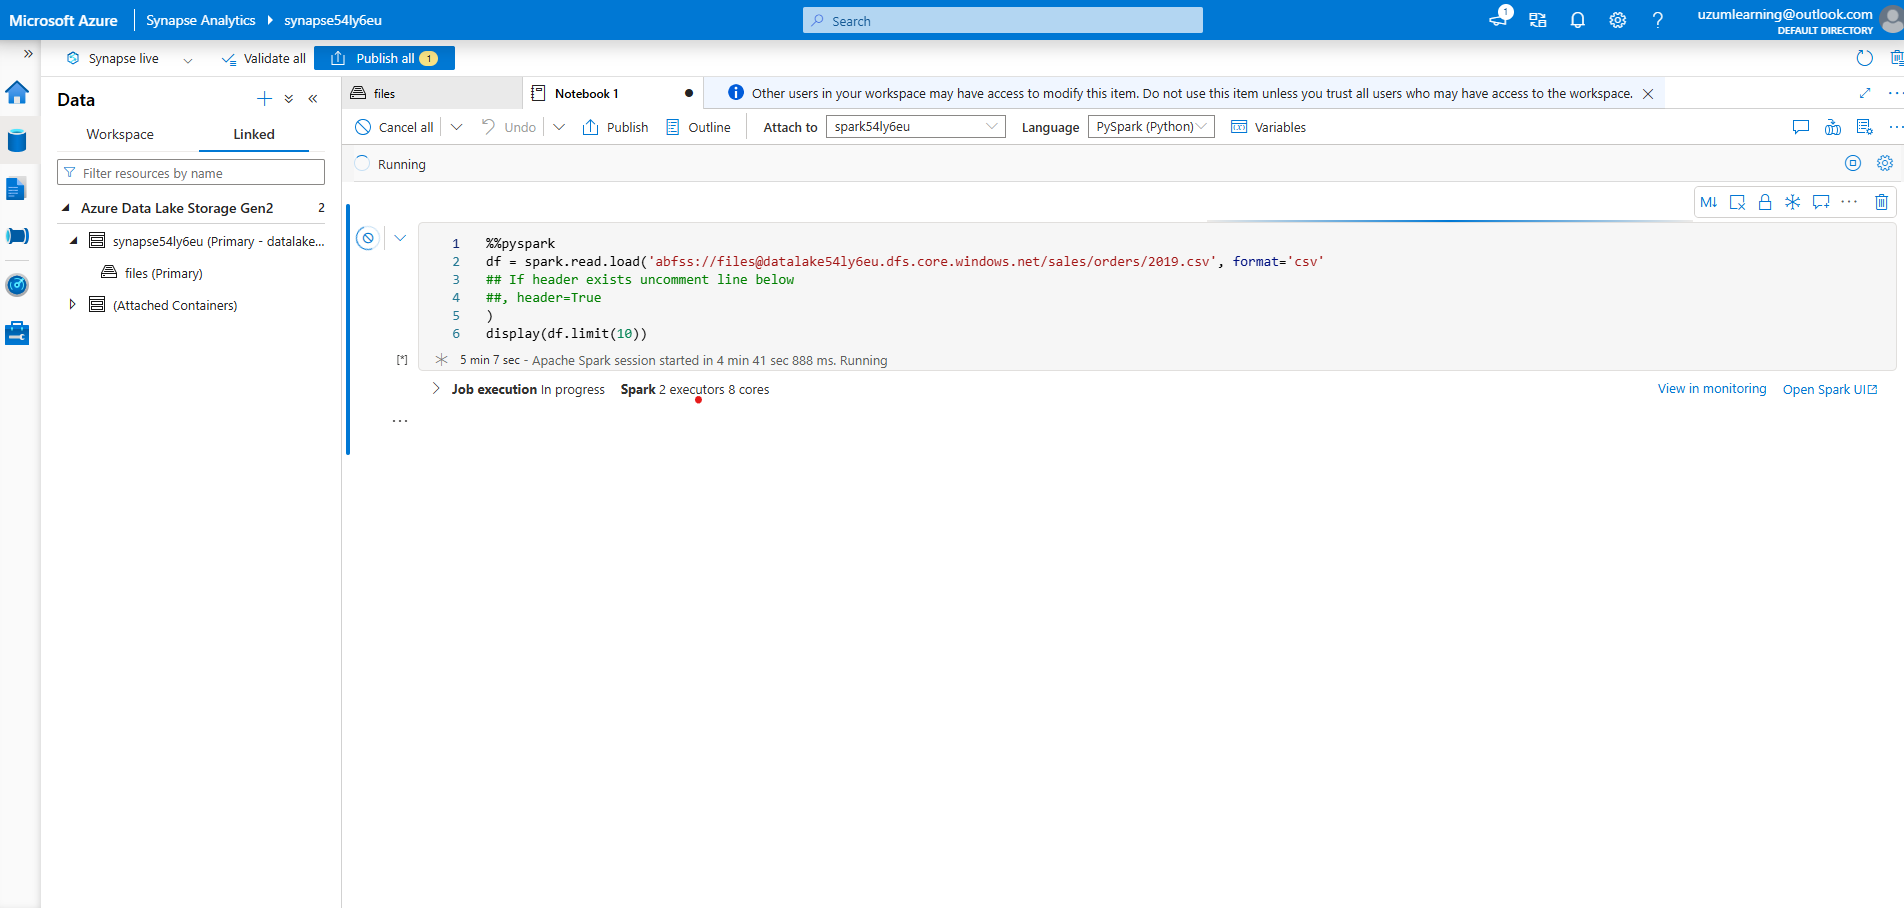 Microsoft Azure
Synapse Analytics
synapse54ly6eu
Search
1
uzumlearning@outlook.com
DEFAULT DIRECTORY
Synapse live
Validate all
Publish all 1
Data
Workspace
Linked
Filter resources by name
Azure Data Lake Storage Gen2 2
synapse54ly6eu (Primary - datalake...
files (Primary)
(Attached Containers)
files
Notebook 1
Other users in your workspace may have access to modify this item. Do not use this item unless you trust all users who may have access to the workspace.
Cancel all
Undo
Publish
Outline
Attach to
spark54ly6eu
Language
PySpark (Python)
Variables
Running
M↓
1 %%pyspark
2 df = spark.read.load('abfss://files@datalake54ly6eu.dfs.core.windows.net/sales/orders/2019.csv', format='csv'
3 ## If header exists uncomment line below
4 ##, header=True
5 )
6 display(df.limit(10))
[*]
5 min 7 sec - Apache Spark session started in 4 min 41 sec 888 ms. Running
Job execution In progress Spark 2 executors 8 cores
View in monitoring
Open Spark UI